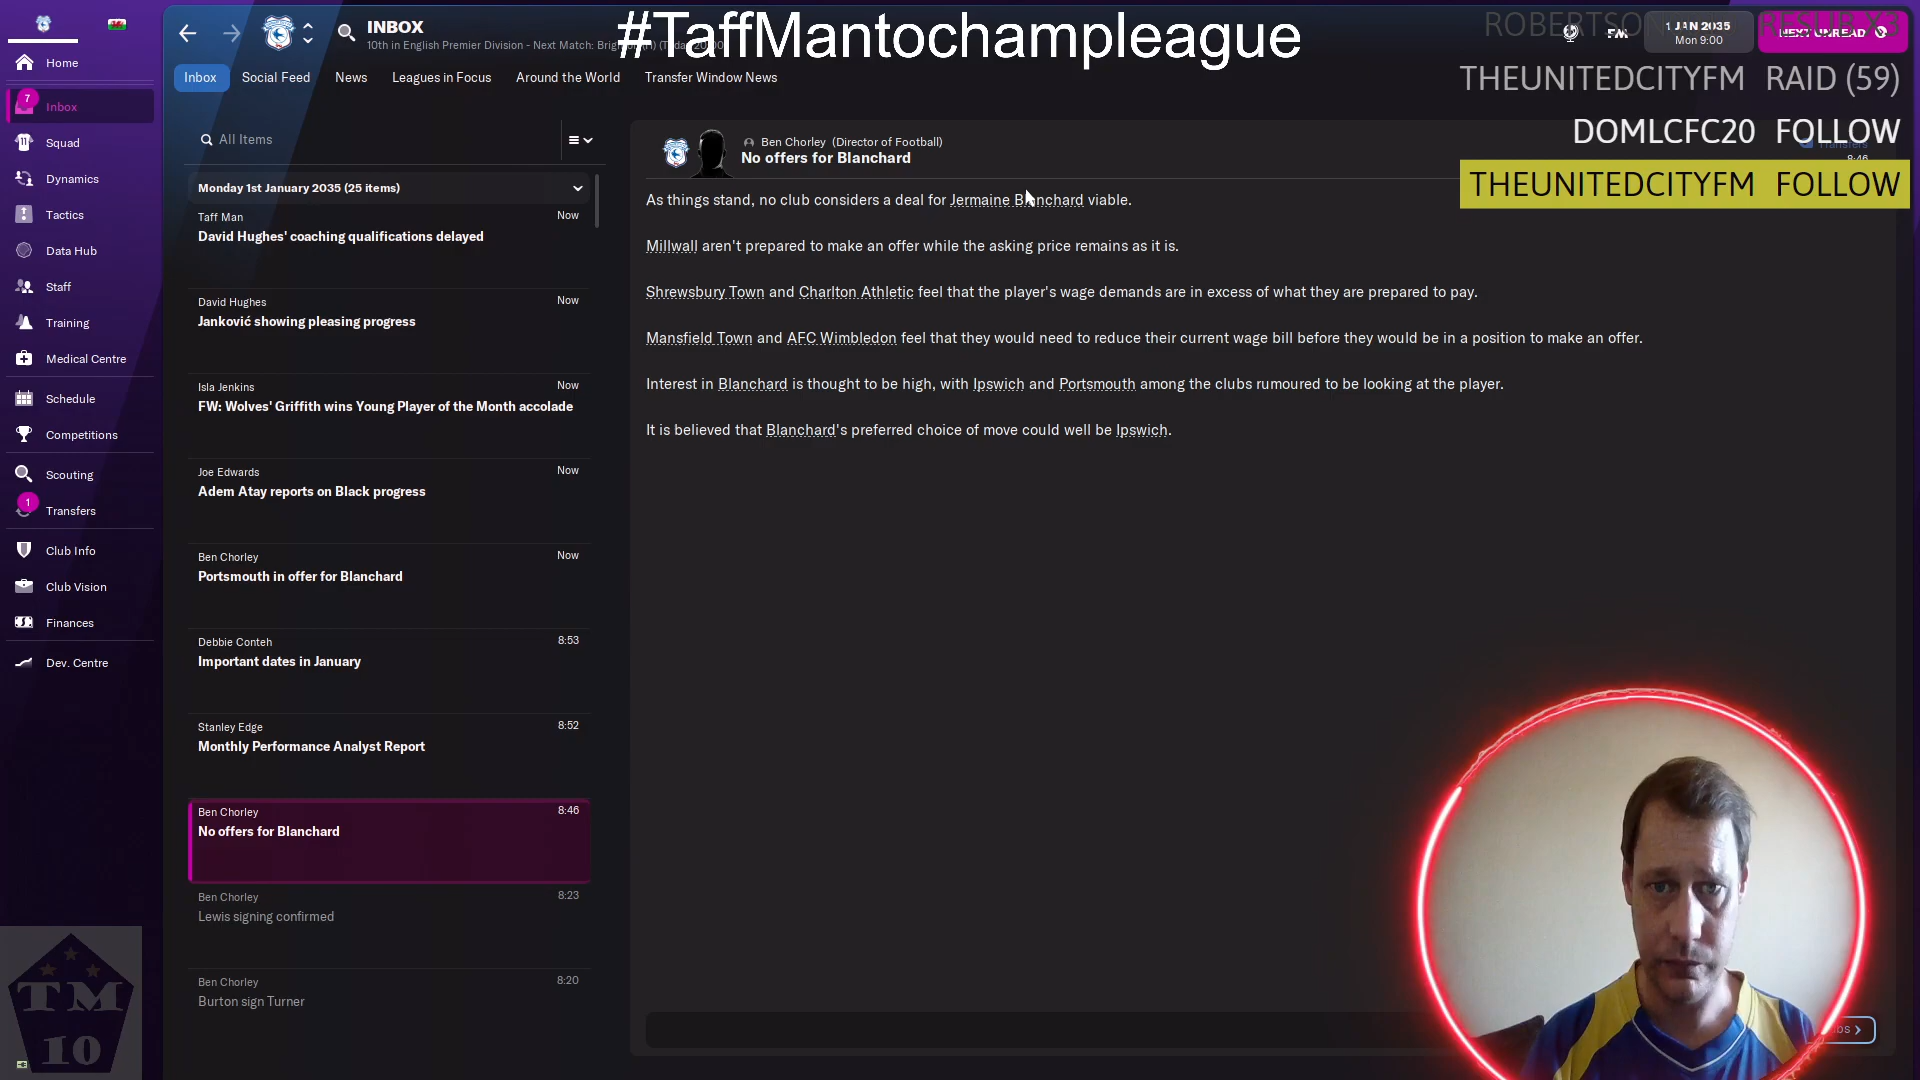 #TaffMantochampleague
INBOX
10th in English Premier Division - Next Match:
1 JAN 2035
Mon 9:00
NEXT UNREAD
RESUB X3
THEUNITEDCITYFM RAID (59)
DOMLCFC20 FOLLOW
THEUNITEDCITYFM FOLLOW
Home
7
Inbox
Squad
Dynamics
Tactics
Data Hub
Staff
Training
Medical Centre
Schedule
Competitions
Scouting
1
Transfers
Club Info
Club Vision
Finances
Dev. Centre
TM
10
Inbox
Social Feed
News
Leagues in Focus
Around the World
Transfer Window News
All Items
Monday 1st January 2035 (25 items)
Taff Man Now
David Hughes' coaching qualifications delayed
David Hughes Now
Janković showing pleasing progress
Isla Jenkins Now
FW: Wolves' Griffith wins Young Player of the Month accolade
Joe Edwards Now
Adem Atay reports on Black progress
Ben Chorley Now
Portsmouth in offer for Blanchard
Debbie Conteh 8:53
Important dates in January
Stanley Edge 8:52
Monthly Performance Analyst Report
Ben Chorley 8:46
No offers for Blanchard
Ben Chorley 8:23
Lewis signing confirmed
Ben Chorley 8:20
Burton sign Turner
Ben Chorley (Director of Football)
No offers for Blanchard
Transfers
8:46
As things stand, no club considers a deal for Jermaine Blanchard viable.
Millwall aren't prepared to make an offer while the asking price remains as it is.
Shrewsbury Town and Charlton Athletic feel that the player's wage demands are in excess of what they are prepared to pay.
Mansfield Town and AFC Wimbledon feel that they would need to reduce their current wage bill before they would be in a position to make an offer.
Interest in Blanchard is thought to be high, with Ipswich and Portsmouth among the clubs rumoured to be looking at the player.
It is believed that Blanchard's preferred choice of move could well be Ipswich.